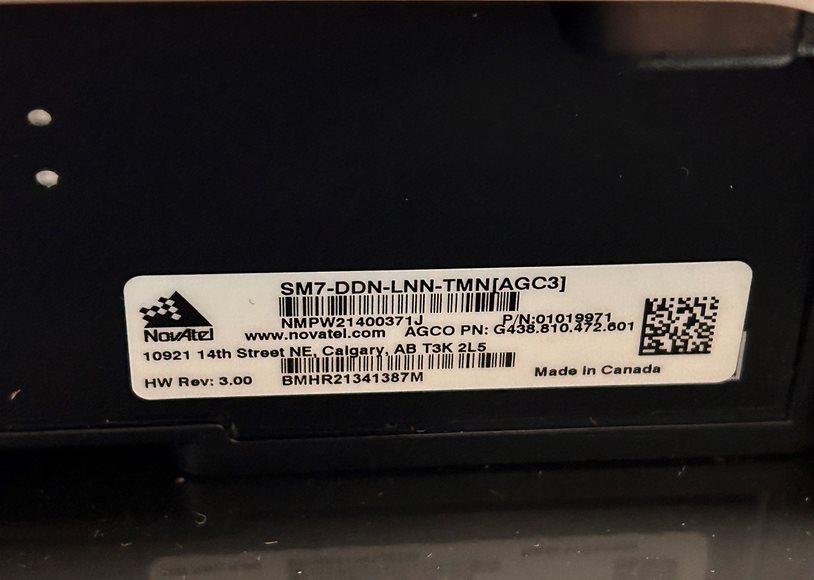 SM7-DDN-LNN-TMN[AGC3]
NMPW21400371J P/N:01019971
NovAtel www.novatel.com AGCO PN: G438.810.472.601
10921 14th Street NE, Calgary, AB T3K 2L5
HW Rev: 3.00 BMHR21341387M Made in Canada